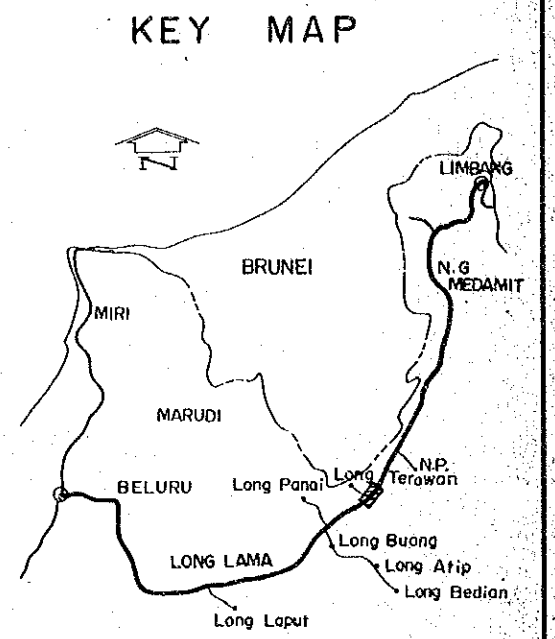 KEY MAP
N
LIMBANG
BRUNEI
N.G
MEDAMIT
MIRI
MARUDI
N.P.
Long Terawan
BELURU
Long Panai
Long Buang
LONG LAMA
Long Atip
Long Bedian
Long Laput